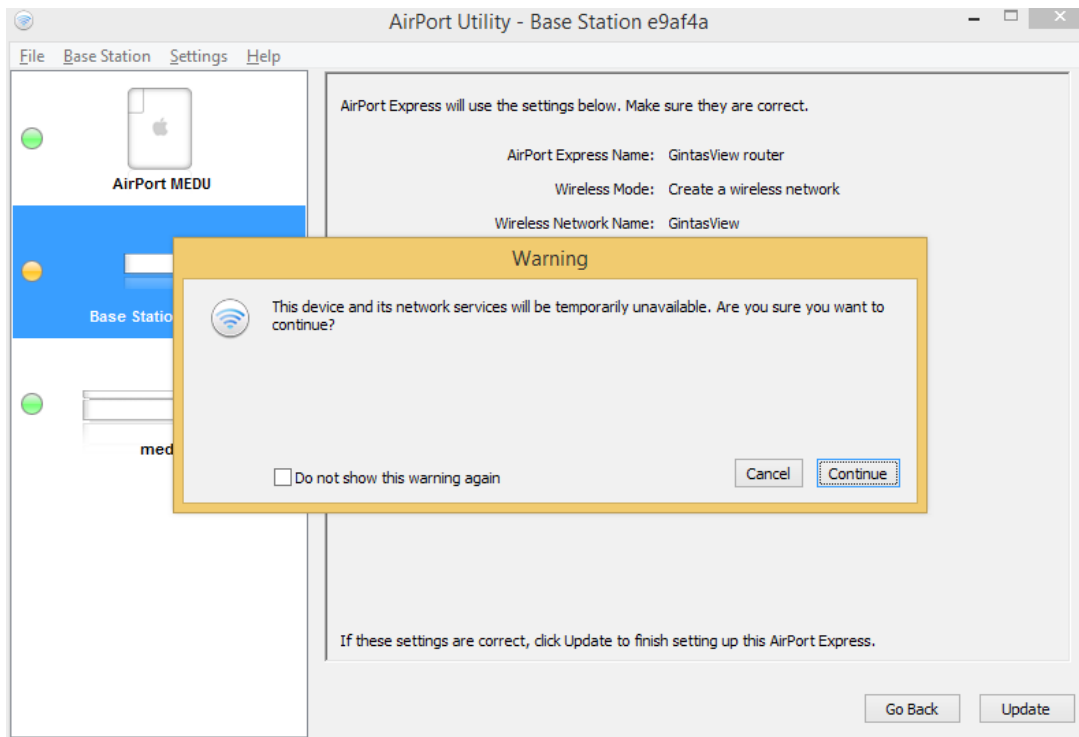 AirPort Utility - Base Station e9af4a
File Base Station Settings Help
AirPort MEDU
Base Statio
med
AirPort Express will use the settings below. Make sure they are correct.
AirPort Express Name: GintasView router
Wireless Mode: Create a wireless network
Wireless Network Name: GintasView
Warning
This device and its network services will be temporarily unavailable. Are you sure you want to
continue?
Do not show this warning again
Cancel Continue
If these settings are correct, click Update to finish setting up this AirPort Express.
Go Back Update